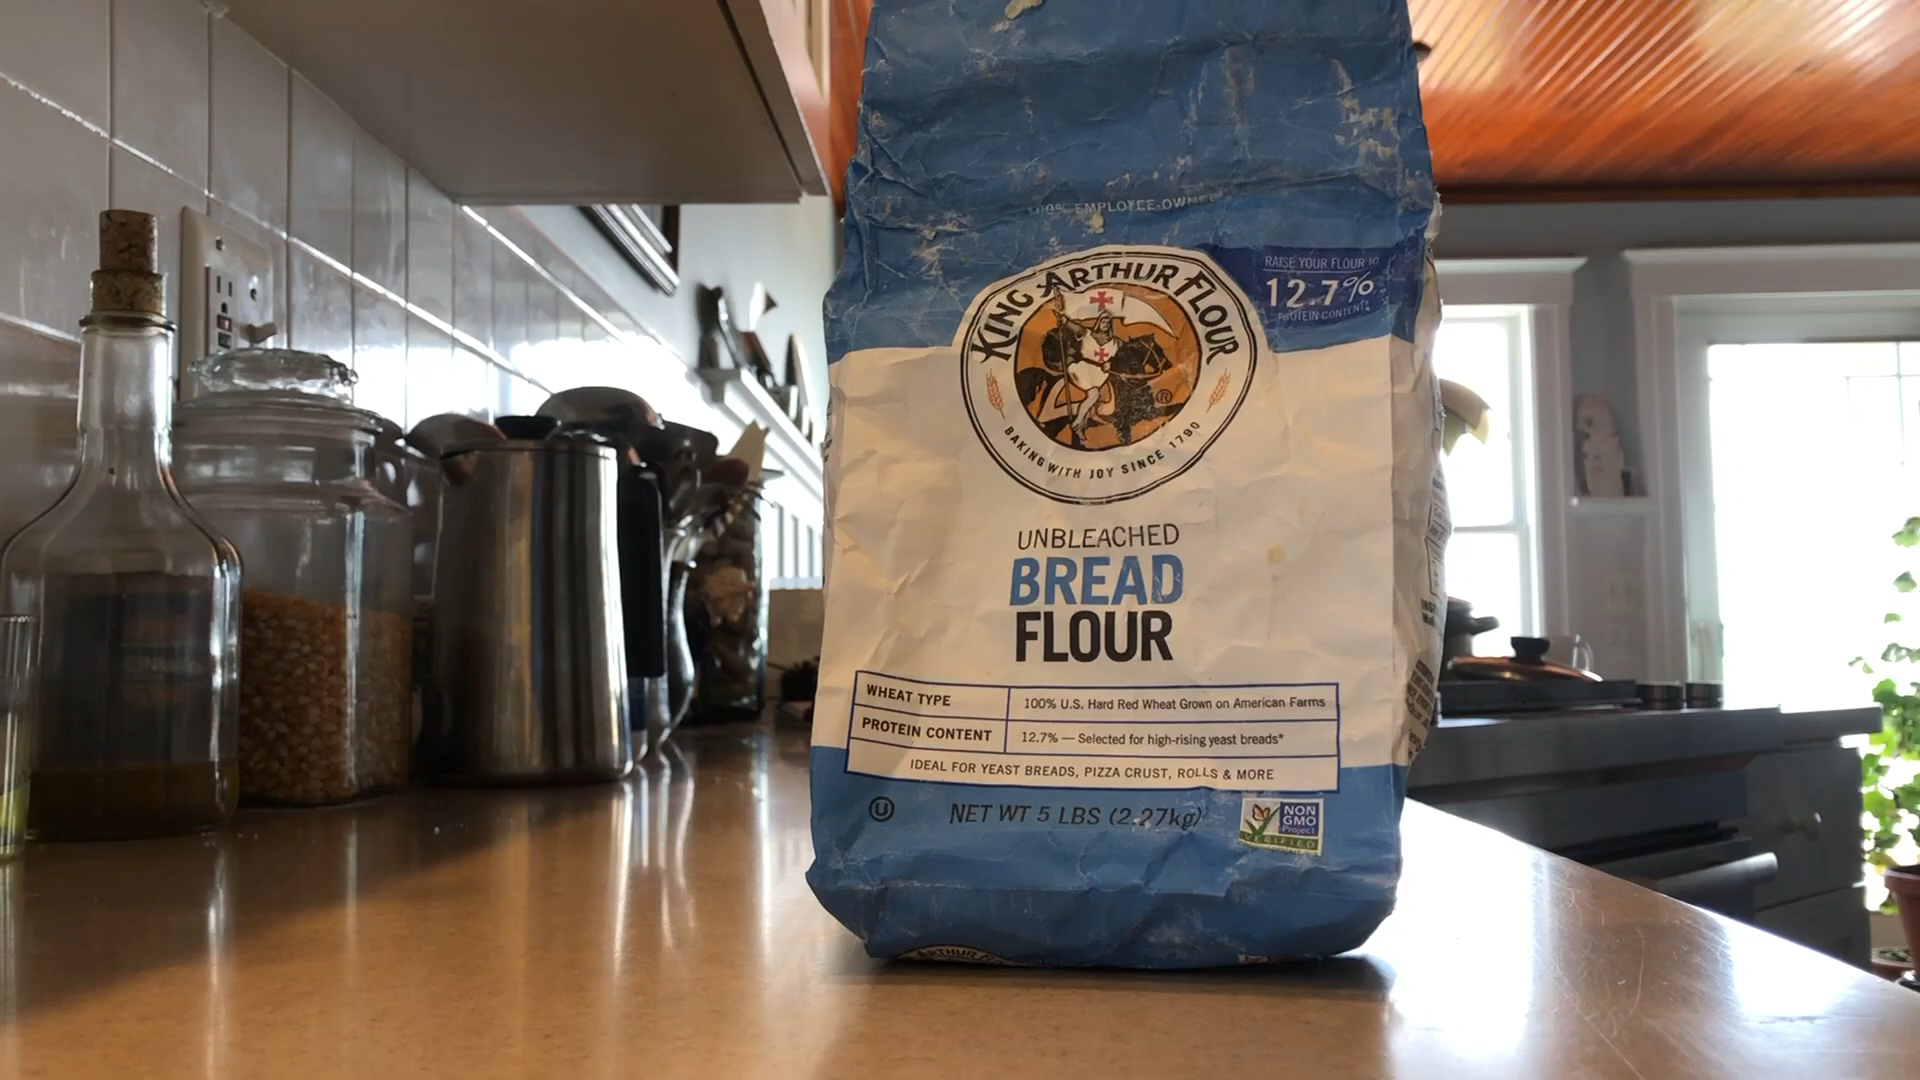 100% EMPLOYEE-OWNED
KING ARTHUR FLOUR
RAISE YOUR FLOUR IQ
12.7%
PROTEIN CONTENT
®
BAKING WITH JOY SINCE 1790
UNBLEACHED
BREAD
FLOUR
WHEAT TYPE 100% U.S. Hard Red Wheat Grown on American Farms
PROTEIN CONTENT 12.7% — Selected for high-rising yeast breads*
IDEAL FOR YEAST BREADS, PIZZA CRUST, ROLLS & MORE
U NET WT 5 LBS (2.27kg)
NON
GMO
Project
VERIFIED
ARTHUR